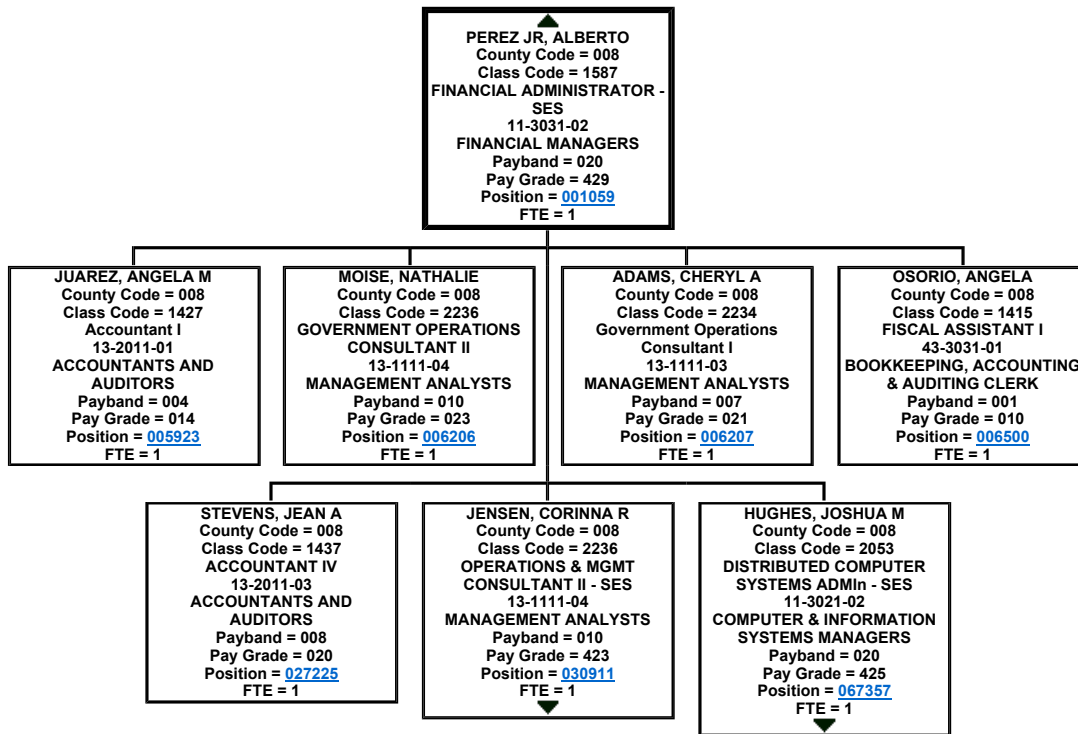 PEREZ JR, ALBERTO
County Code = 008
Class Code = 1587
FINANCIAL ADMINISTRATOR -
SES
11-3031-02
FINANCIAL MANAGERS
Payband = 020
Pay Grade = 429
Position = 001059
FTE = 1
JUAREZ, ANGELA M
County Code = 008
Class Code = 1427
Accountant I
13-2011-01
ACCOUNTANTS AND
AUDITORS
Payband = 004
Pay Grade = 014
Position = 005923
FTE = 1
MOISE, NATHALIE
County Code = 008
Class Code = 2236
GOVERNMENT OPERATIONS
CONSULTANT II
13-1111-04
MANAGEMENT ANALYSTS
Payband = 010
Pay Grade = 023
Position = 006206
FTE = 1
ADAMS, CHERYL A
County Code = 008
Class Code = 2234
Government Operations
Consultant I
13-1111-03
MANAGEMENT ANALYSTS
Payband = 007
Pay Grade = 021
Position = 006207
FTE = 1
OSORIO, ANGELA
County Code = 008
Class Code = 1415
FISCAL ASSISTANT I
43-3031-01
BOOKKEEPING, ACCOUNTING
& AUDITING CLERK
Payband = 001
Pay Grade = 010
Position = 006500
FTE = 1
STEVENS, JEAN A
County Code = 008
Class Code = 1437
ACCOUNTANT IV
13-2011-03
ACCOUNTANTS AND
AUDITORS
Payband = 008
Pay Grade = 020
Position = 027225
FTE = 1
JENSEN, CORINNA R
County Code = 008
Class Code = 2236
OPERATIONS & MGMT
CONSULTANT II - SES
13-1111-04
MANAGEMENT ANALYSTS
Payband = 010
Pay Grade = 423
Position = 030911
FTE = 1
HUGHES, JOSHUA M
County Code = 008
Class Code = 2053
DISTRIBUTED COMPUTER
SYSTEMS ADMIn - SES
11-3021-02
COMPUTER & INFORMATION
SYSTEMS MANAGERS
Payband = 020
Pay Grade = 425
Position = 067357
FTE = 1